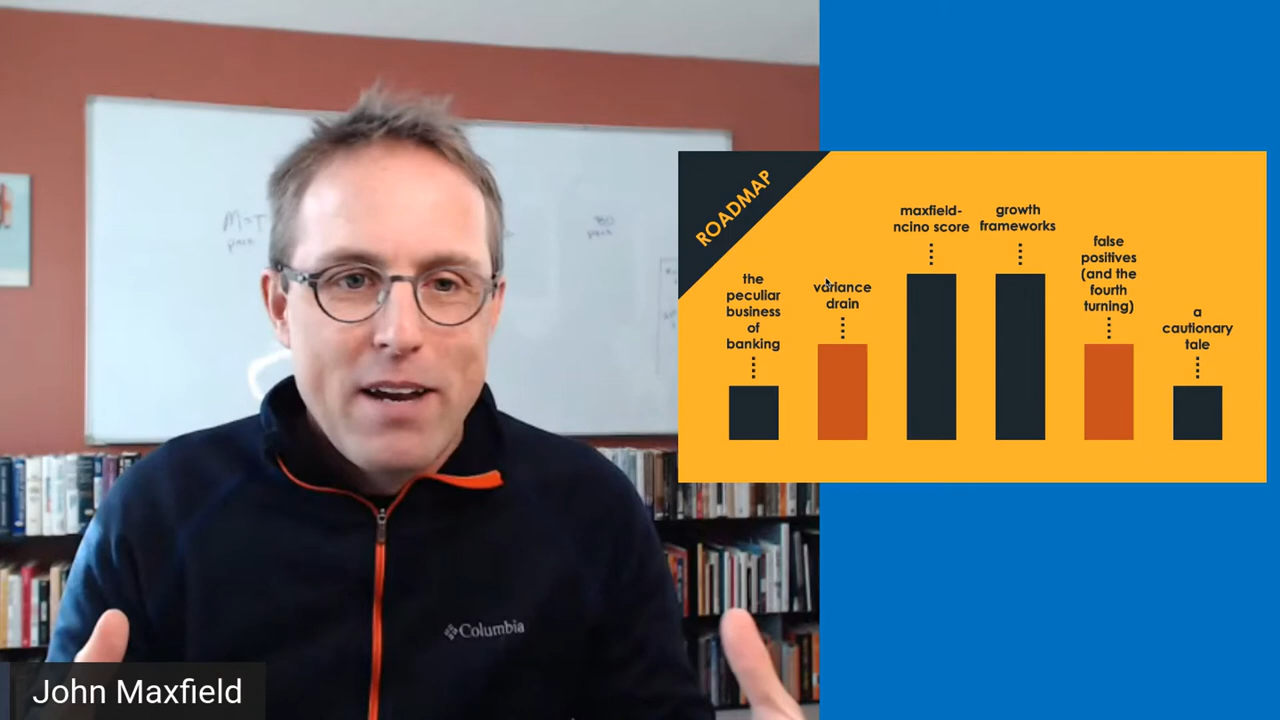 M=T
ROADMAP
the
peculiar
business
of
banking
variance
drain
maxfield-
ncino score
growth
frameworks
false
positives
(and the
fourth
turning)
a
cautionary
tale
Columbia
John Maxfield